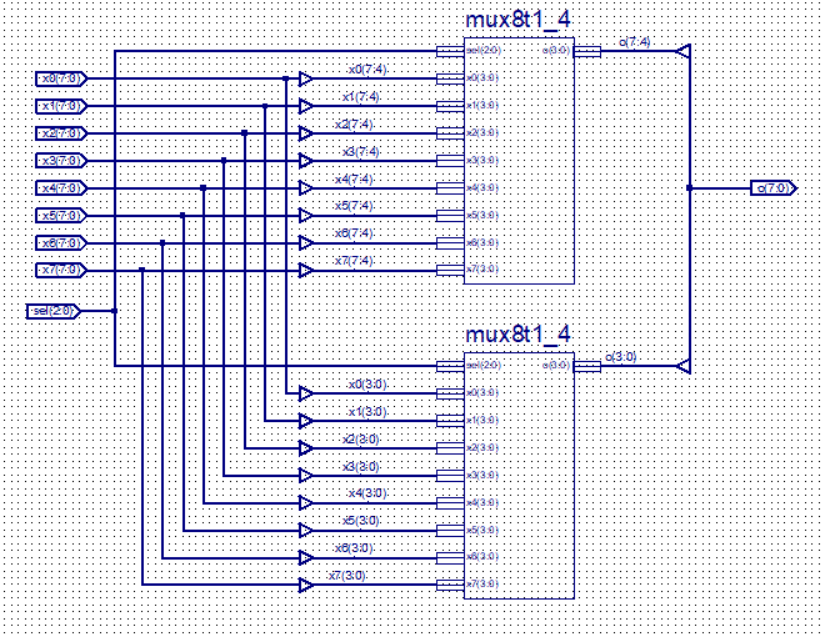 mux8t1_4
sel(2:0) o(3:0) o(7:4)
x0(7:0) x0(7:4) x0(3:0)
x1(7:0) x1(7:4) x1(3:0)
x2(7:0) x2(7:4) x2(3:0)
x3(7:0) x3(7:4) x3(3:0)
x4(7:0) x4(7:4) x4(3:0) o(7:0)
x5(7:0) x5(7:4) x5(3:0)
x6(7:0) x6(7:4) x6(3:0)
x7(7:0) x7(7:4) x7(3:0)
sel(2:0)
mux8t1_4
sel(2:0) o(3:0) o(3:0)
x0(3:0) x0(3:0)
x1(3:0) x1(3:0)
x2(3:0) x2(3:0)
x3(3:0) x3(3:0)
x4(3:0) x4(3:0)
x5(3:0) x5(3:0)
x6(3:0) x6(3:0)
x7(3:0) x7(3:0)